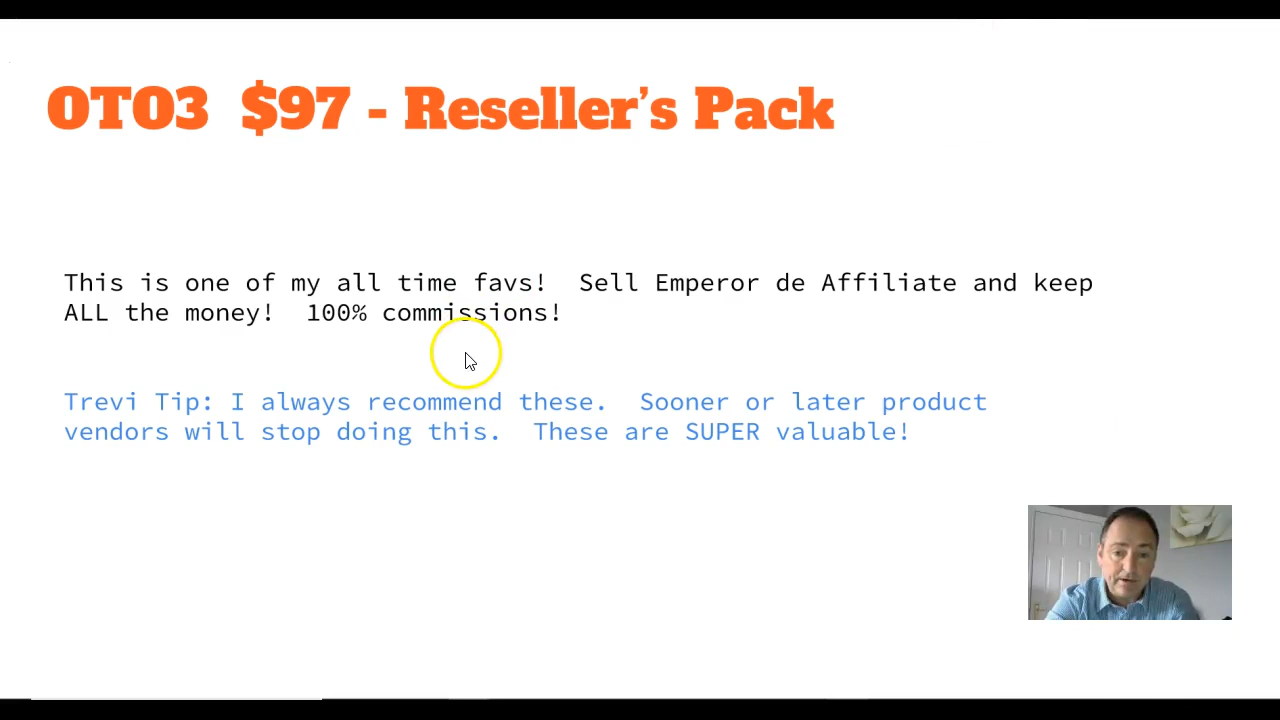 OTO3 $97 - Reseller's Pack
This is one of my all time favs! Sell Emperor de Affiliate and keep
ALL the money! 100% commissions!
Trevi Tip: I always recommend these. Sooner or later product
vendors will stop doing this. These are SUPER valuable!